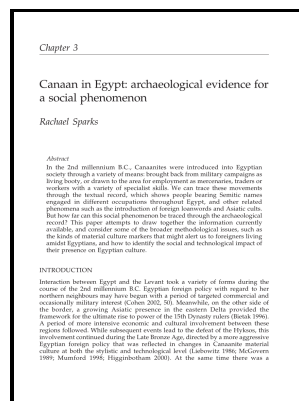 Chapter 3
Canaan in Egypt: archaeological evidence for
a social phenomenon
Rachael Sparks
Abstract
In the 2nd millennium B.C., Canaanites were introduced into Egyptian
society through a variety of means: brought back from military campaigns as
living booty, or drawn to the area for employment as mercenaries, traders or
workers with a variety of specialist skills. We can trace these movements
through the textual record, which shows people bearing Semitic names
engaged in different occupations throughout Egypt, and other related
phenomena such as the introduction of foreign loanwords and Asiatic cults.
But how far can this social phenomenon be traced through the archaeological
record? This paper attempts to draw together the information currently
available, and consider some of the broader methodological issues, such as
the kinds of material culture markers that might alert us to foreigners living
amidst Egyptians, and how to identify the social and technological impact of
their presence on Egyptian culture.
INTRODUCTION
Interaction between Egypt and the Levant took a variety of forms during the
course of the 2nd millennium B.C. Egyptian foreign policy with regard to her
northern neighbours may have begun with a period of targeted commercial and
occasionally military interest (Cohen 2002, 50). Meanwhile, on the other side of
the border, a growing Asiatic presence in the eastern Delta provided the
framework for the ultimate rise to power of the 15th Dynasty rulers (Bietak 1996).
A period of more intensive economic and cultural involvement between these
regions followed. While subsequent events lead to the defeat of the Hyksos, this
involvement continued during the Late Bronze Age, directed by a more aggressive
Egyptian foreign policy that was reflected in changes in Canaanite material
culture at both the stylistic and technological level (Liebowitz 1986; McGovern
1989; Mumford 1998; Higginbotham 2000). At the same time there was a